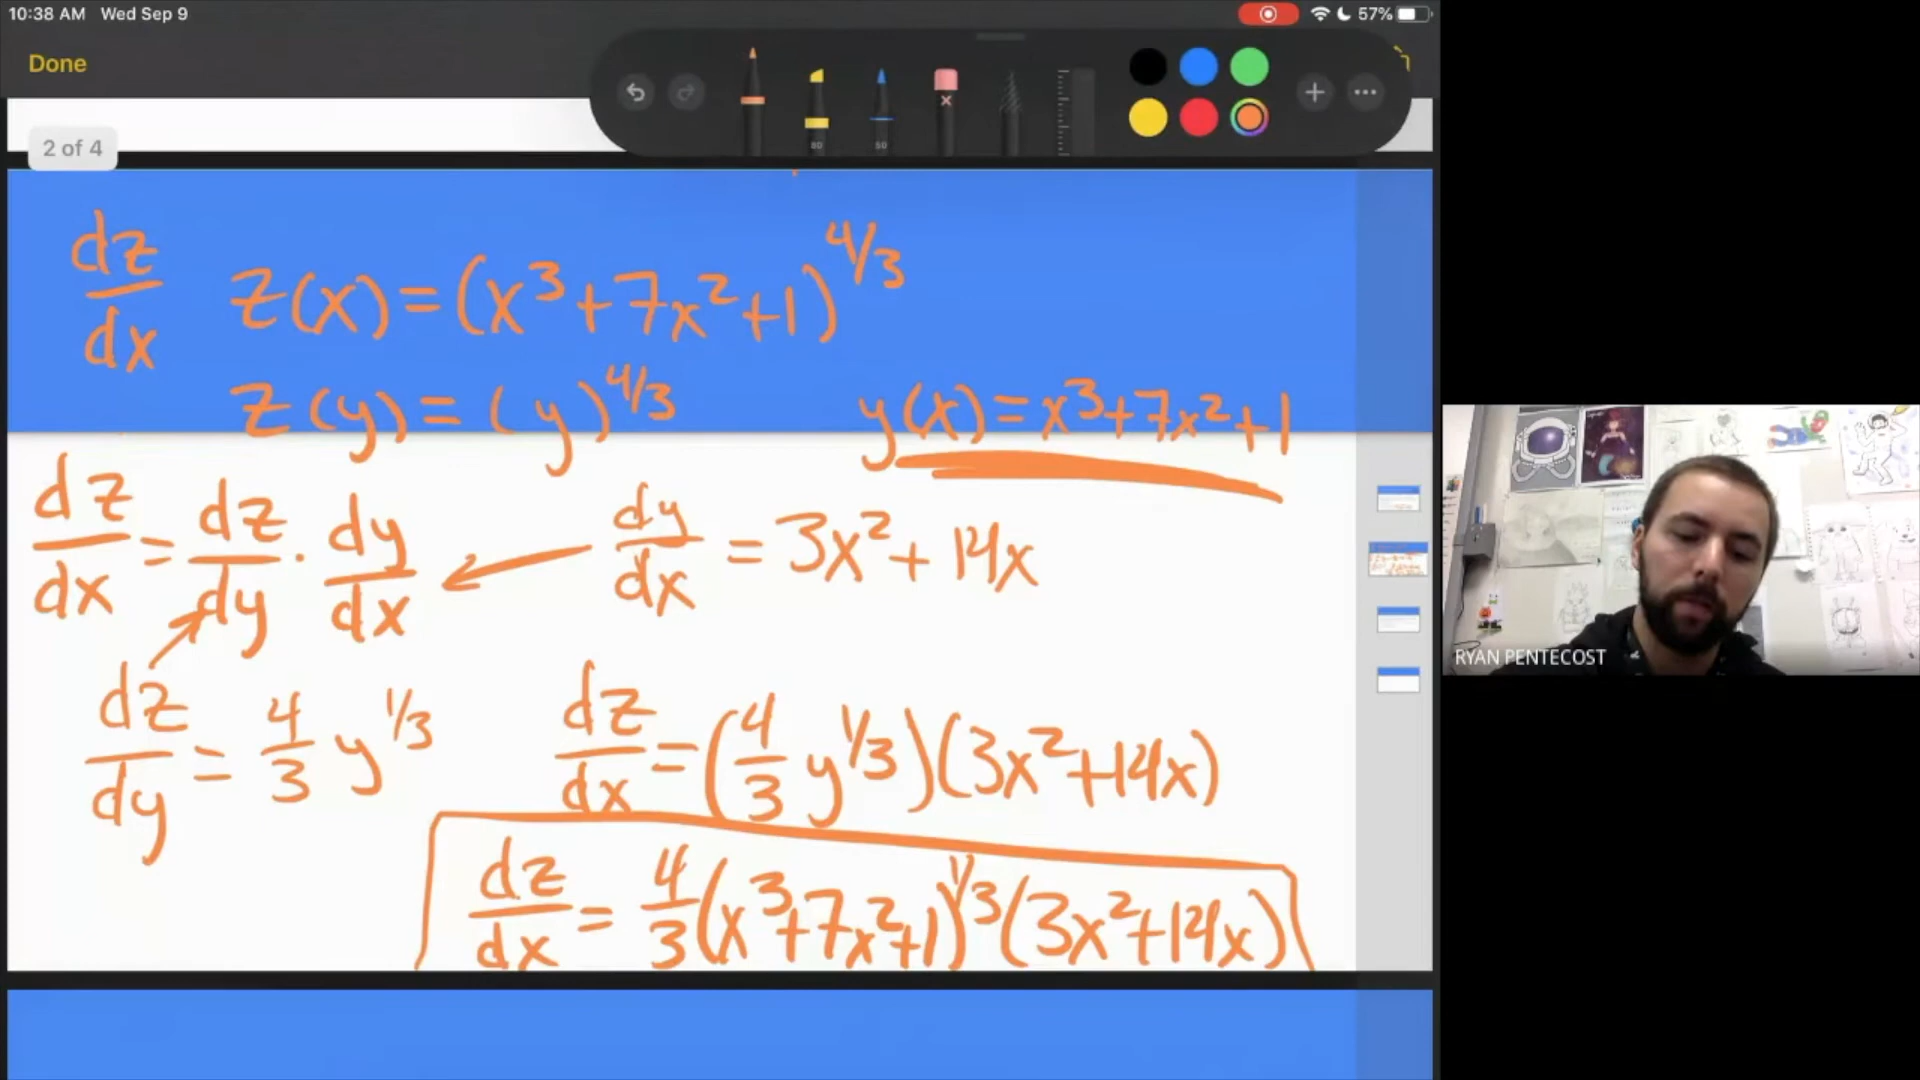 10:38 AM Wed Sep 9
57%
Done
80
50
2 of 4
dz/dx z(x) = (x³+7x²+1)^4/3
z(y) = (y)^4/3 y(x) = x³+7x²+1
dz/dx = dz/dy · dy/dx dy/dx = 3x²+14x
dz/dy = 4/3 y^1/3 dz/dx = (4/3 y^1/3)(3x²+14x)
dz/dx = 4/3(x³+7x²+1)^1/3(3x²+14x)
RYAN PENTECOST